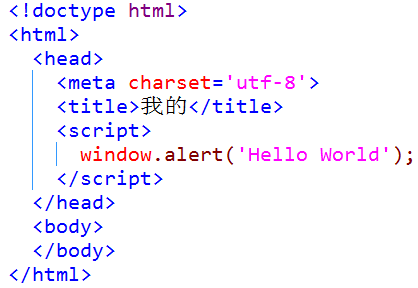 <!doctype html>
<html>
<head>
<meta charset='utf-8'>
<title>我的</title>
<script>
window.alert('Hello World');
</script>
</head>
<body>
</body>
</html>